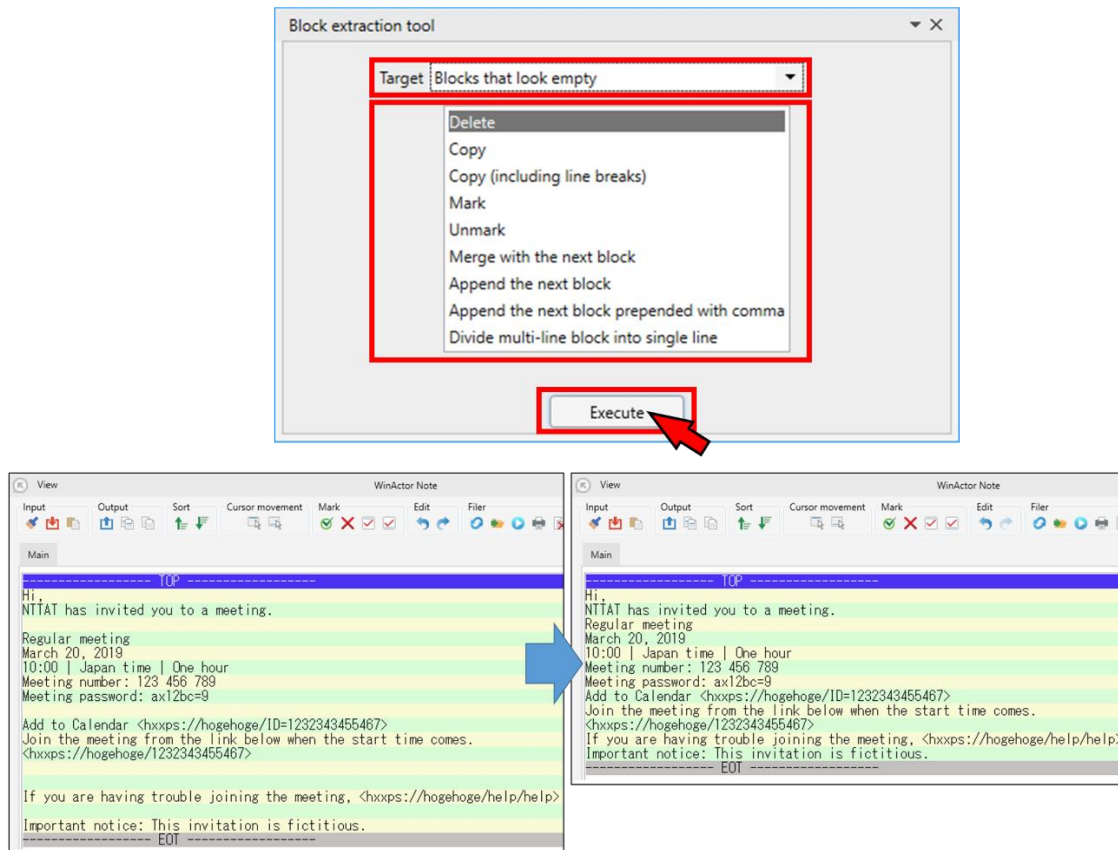 Block extraction tool
Target Blocks that look empty
Delete
Copy
Copy (including line breaks)
Mark
Unmark
Merge with the next block
Append the next block
Append the next block prepended with comma
Divide multi-line block into single line
Execute
View WinActor Note
Input Output Sort Cursor movement Mark Edit Filer
Main
------------------ TOP ------------------
Hi,
NTTAT has invited you to a meeting.
Regular meeting
March 20, 2019
10:00 | Japan time | One hour
Meeting number: 123 456 789
Meeting password: ax12bc=9
Add to Calendar <hxxps://hogehoge/ID=1232343455467>
Join the meeting from the link below when the start time comes.
<hxxps://hogehoge/1232343455467>
If you are having trouble joining the meeting, <hxxps://hogehoge/help/help>
Important notice: This invitation is fictitious.
------------------ EOT ------------------
View WinActor Note
Input Output Sort Cursor movement Mark Edit Filer
Main
------------------ TOP ------------------
Hi,
NTTAT has invited you to a meeting.
Regular meeting
March 20, 2019
10:00 | Japan time | One hour
Meeting number: 123 456 789
Meeting password: ax12bc=9
Add to Calendar <hxxps://hogehoge/ID=1232343455467>
Join the meeting from the link below when the start time comes.
<hxxps://hogehoge/1232343455467>
If you are having trouble joining the meeting, <hxxps://hogehoge/help/help>
Important notice: This invitation is fictitious.
------------------ EOT ------------------